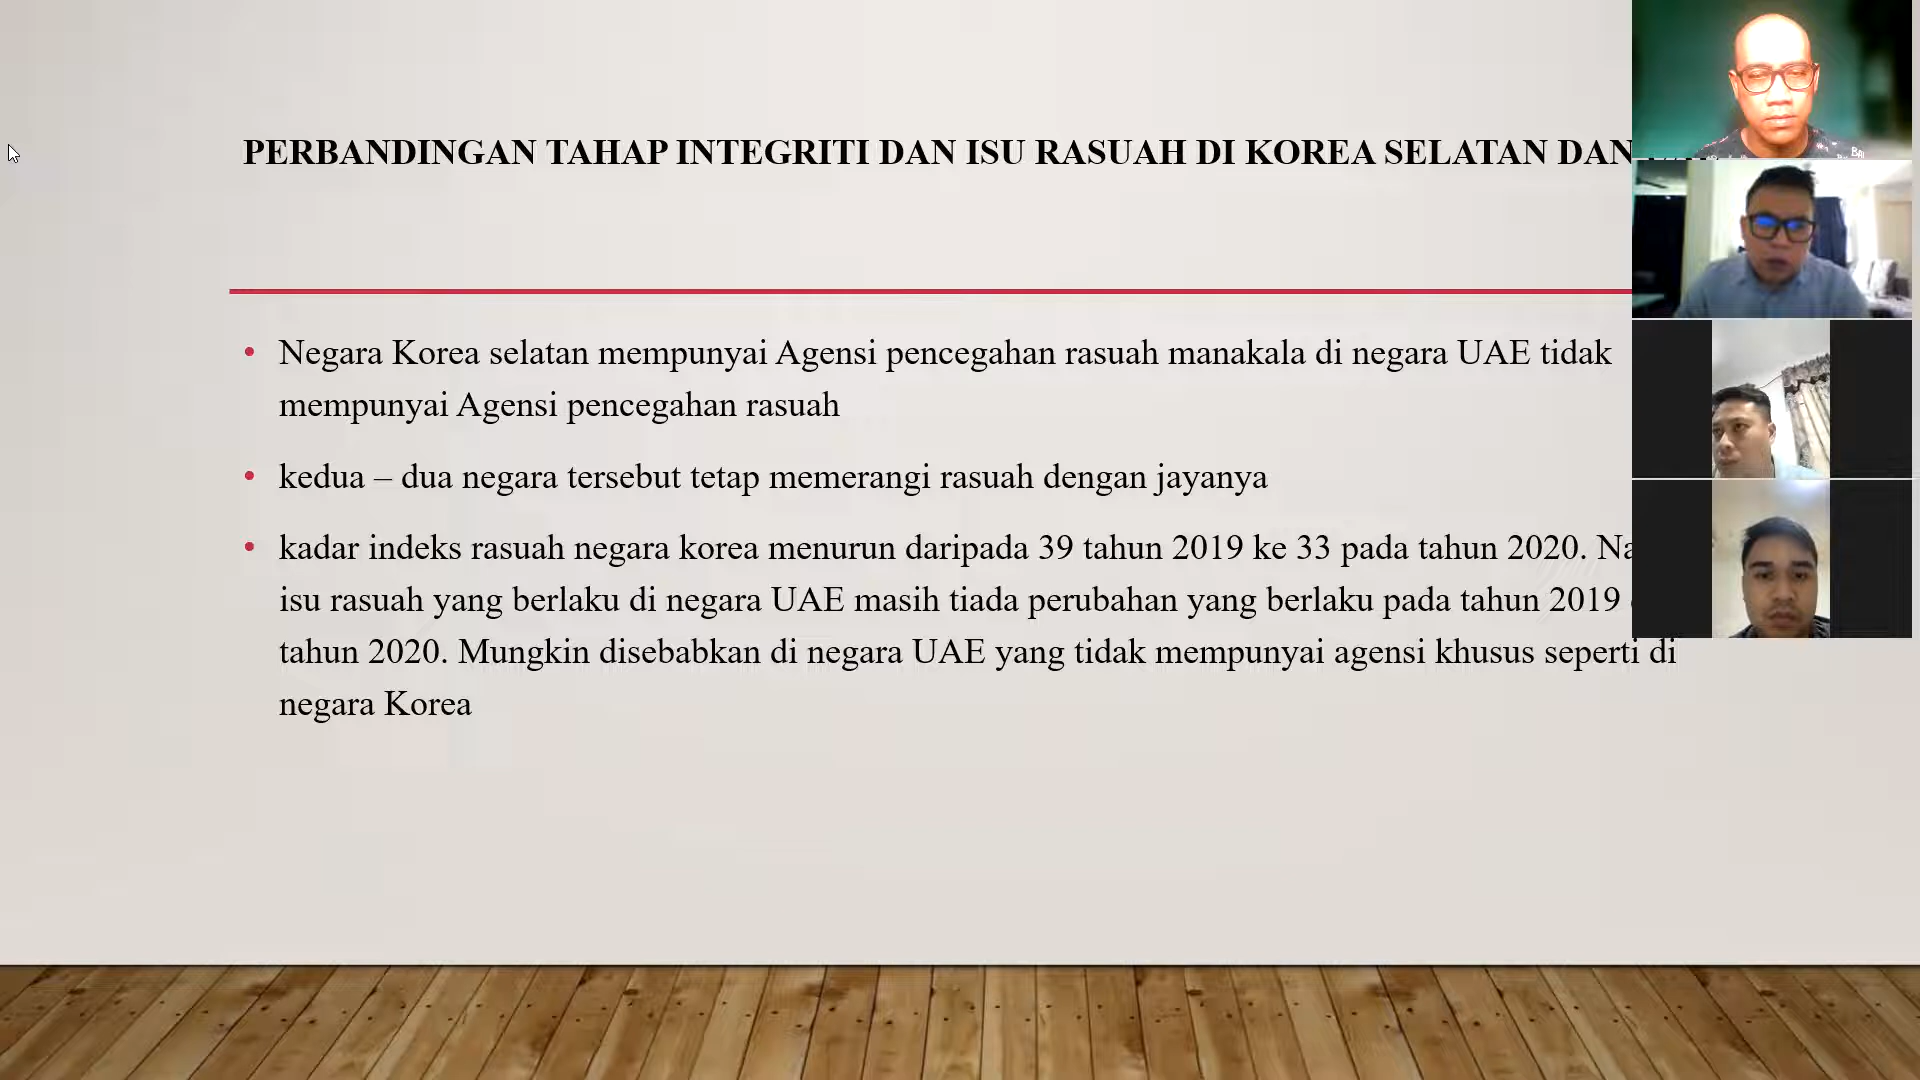 PERBANDINGAN TAHAP INTEGRITI DAN ISU RASUAH DI KOREA SELATAN DAN
• Negara Korea selatan mempunyai Agensi pencegahan rasuah manakala di negara UAE tidak
mempunyai Agensi pencegahan rasuah
• kedua – dua negara tersebut tetap memerangi rasuah dengan jayanya
• kadar indeks rasuah negara korea menurun daripada 39 tahun 2019 ke 33 pada tahun 2020.
isu rasuah yang berlaku di negara UAE masih tiada perubahan yang berlaku pada tahun 2019
tahun 2020. Mungkin disebabkan di negara UAE yang tidak mempunyai agensi khusus seperti di
negara Korea